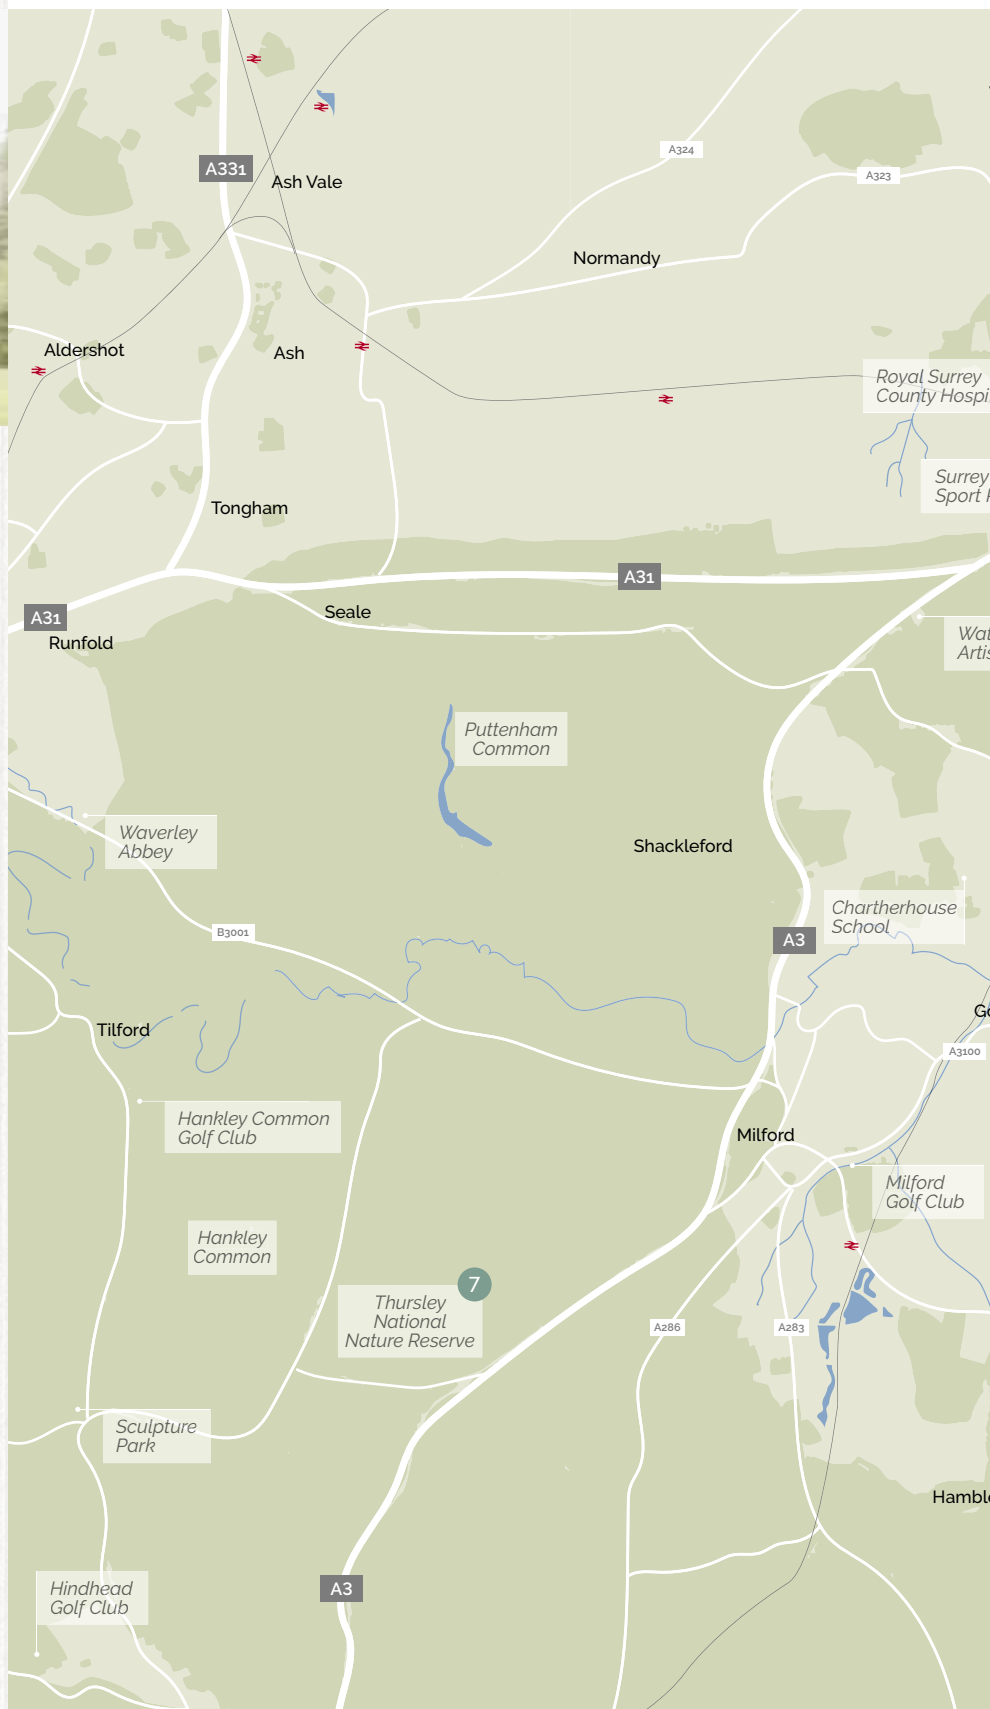 A331
Ash Vale
A324
A323
Normandy
Aldershot
Ash
Royal Surrey
County
Surrey
Sport
Tongham
A31
A31
Seale
Runfold
Puttenham
Common
Waverley
Abbey
Shackleford
Chartherhouse
School
B3001
A3
Tilford
A3100
Hankley Common
Golf Club
Milford
Milford
Golf Club
Hankley
Common
7
Thursley
National
Nature Reserve
A286
A283
Sculpture
Park
Hindhead
Golf Club
A3